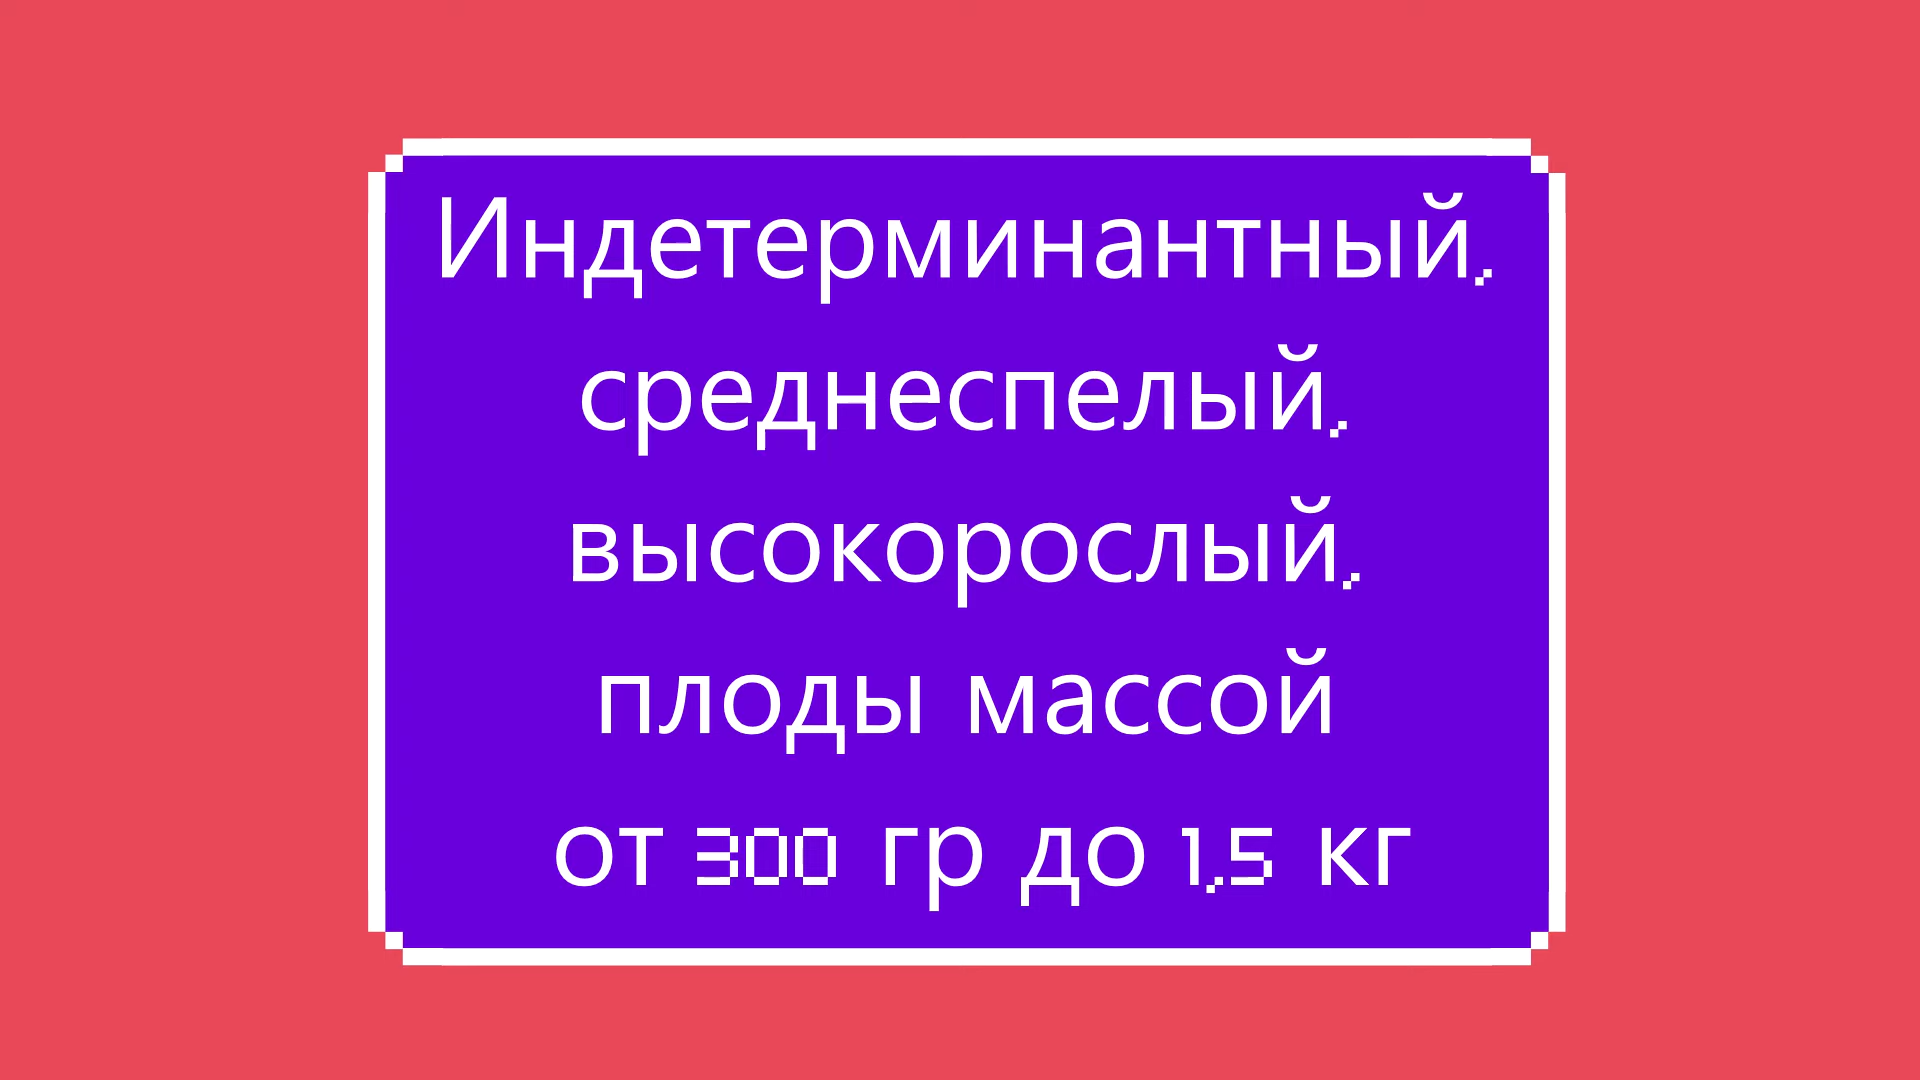 Индетерминантный,
среднеспелый,
высокорослый,
плоды массой
от 300 гр до 1,5 кг